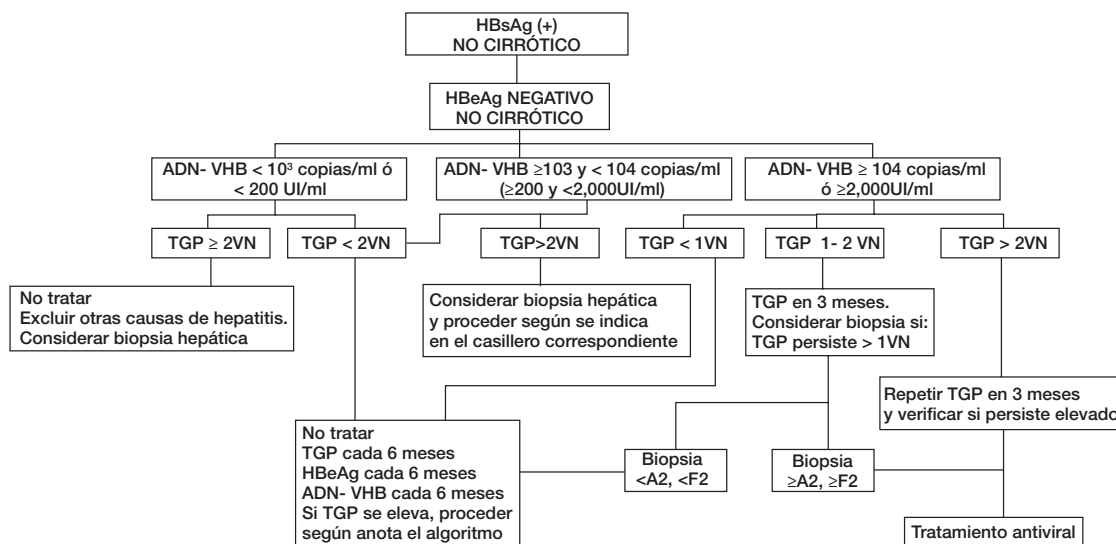 HBsAg (+)
NO CIRRÓTICO
HBeAg NEGATIVO
NO CIRRÓTICO
ADN- VHB < 10³ copias/ml ó
< 200 UI/ml
ADN- VHB ≥103 y < 104 copias/ml
(≥200 y <2,000UI/ml)
ADN- VHB ≥ 104 copias/ml
ó ≥2,000UI/ml
TGP ≥ 2VN
TGP < 2VN
TGP>2VN
TGP < 1VN
TGP 1- 2 VN
TGP > 2VN
No tratar
Excluir otras causas de hepatitis.
Considerar biopsia hepática
Considerar biopsia hepática
y proceder según se indica
en el casillero correspondiente
TGP en 3 meses.
Considerar biopsia si:
TGP persiste > 1VN
Repetir TGP en 3 meses
y verificar si persiste elevado
No tratar
TGP cada 6 meses
HBeAg cada 6 meses
ADN- VHB cada 6 meses
Si TGP se eleva, proceder
según anota el algoritmo
Biopsia
<A2, <F2
Biopsia
≥A2, ≥F2
Tratamiento antiviral